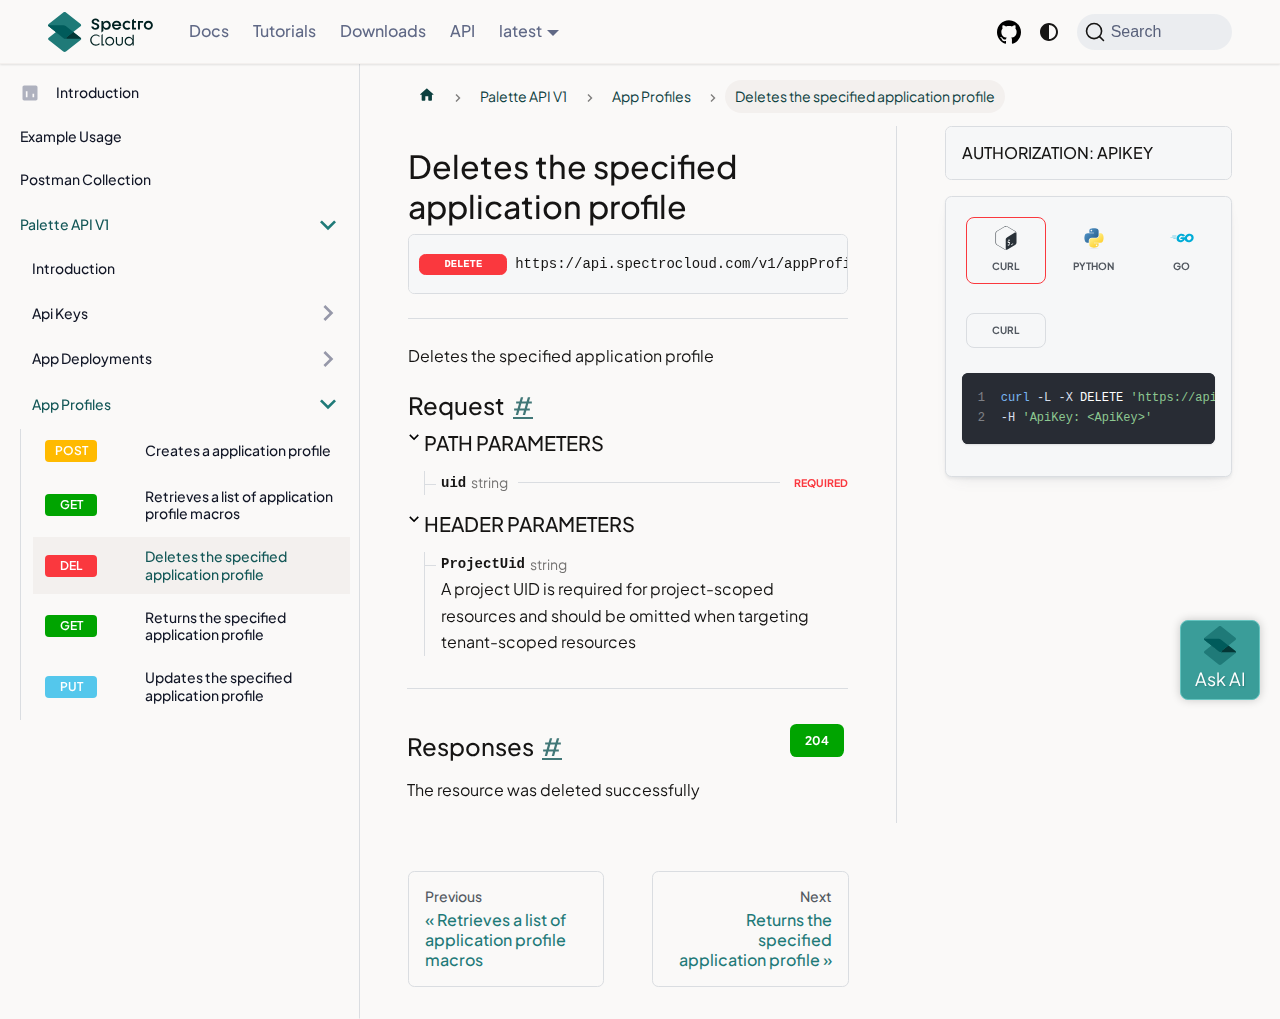 Spectro
Cloud
Docs
Tutorials
Downloads
API
latest
Search
Introduction
Example Usage
Postman Collection
Palette API V1
Introduction
Api Keys
App Deployments
App Profiles
POST Creates a application profile
GET Retrieves a list of application
profile macros
DEL Deletes the specified
application profile
GET Returns the specified
application profile
PUT Updates the specified
application profile
Palette API V1
App Profiles
Deletes the specified application profile
Deletes the specified
application profile
DELETE https://api.spectrocloud.com/v1/appProfi
Deletes the specified application profile
Request #
PATH PARAMETERS
uid string REQUIRED
HEADER PARAMETERS
ProjectUid string
A project UID is required for project-scoped
resources and should be omitted when targeting
tenant-scoped resources
Responses # 204
The resource was deleted successfully
Previous
« Retrieves a list of
application profile
macros
Next
Returns the
specified
application profile »
AUTHORIZATION: APIKEY
CURL
PYTHON
GO
CURL
1 curl -L -X DELETE 'https://api
2 -H 'ApiKey: <ApiKey>'
Ask AI